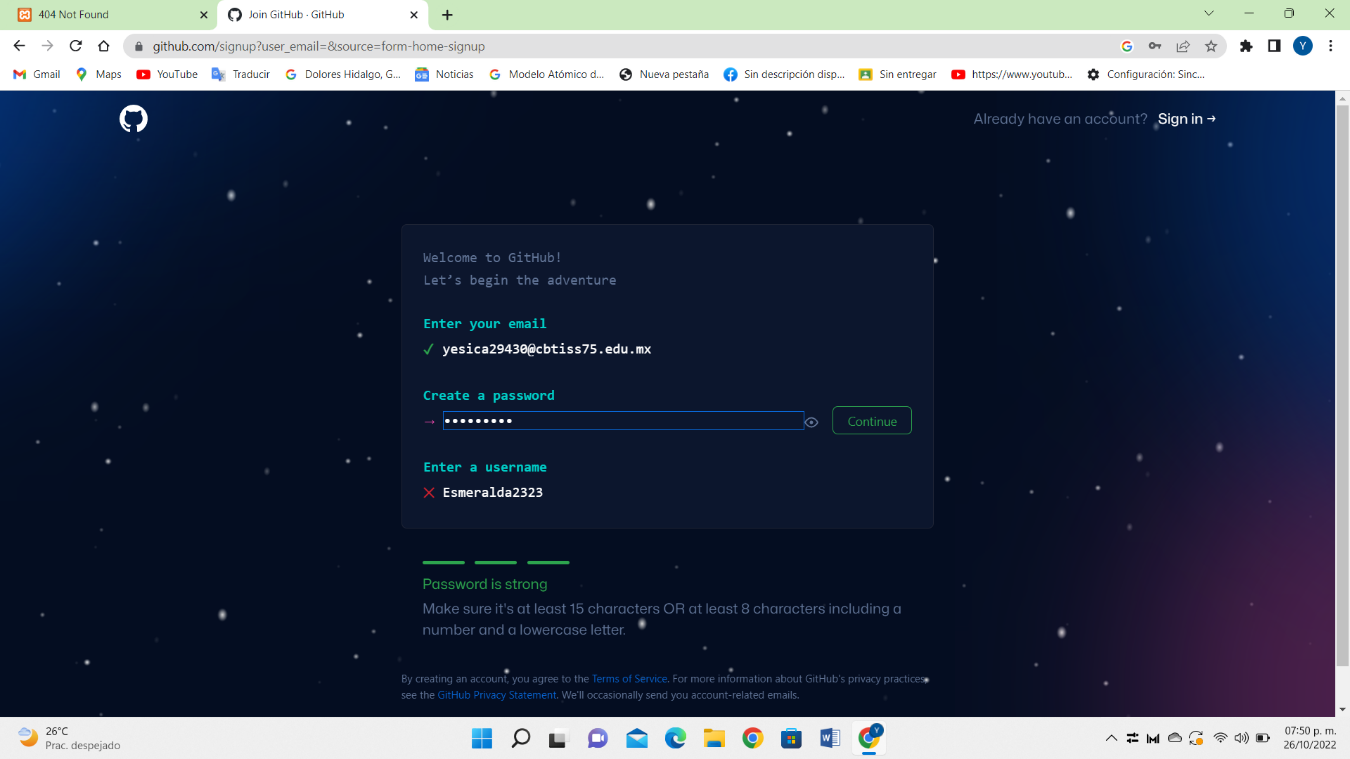 404 Not Found
Join GitHub · GitHub
github.com/signup?user_email=&source=form-home-signup
Y
Gmail
Maps
YouTube
Traducir
Dolores Hidalgo, G...
Noticias
Modelo Atómico d...
Nueva pestaña
Sin descripción disp...
Sin entregar
https://www.youtub...
Configuración: Sinc...
Already have an account? Sign in →
Welcome to GitHub!
Let's begin the adventure
Enter your email
✓ yesica29430@cbtiss75.edu.mx
Create a password
→ •••••••••
Continue
Enter a username
✕ Esmeralda2323
Password is strong
Make sure it's at least 15 characters OR at least 8 characters including a
number and a lowercase letter.
By creating an account, you agree to the Terms of Service. For more information about GitHub's privacy practices,
see the GitHub Privacy Statement. We'll occasionally send you account-related emails.
26°C
Prac. despejado
Y
07:50 p. m.
26/10/2022